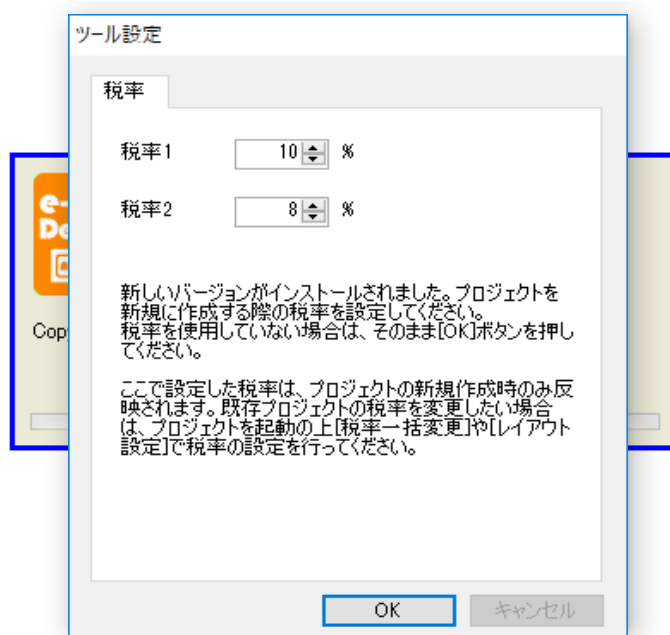 ツール設定
税率
税率1 10 %
税率2 8 %
e-
De
Cop
新しいバージョンがインストールされました。プロジェクトを
新規に作成する際の税率を設定してください。
税率を使用していない場合は、そのまま[OK]ボタンを押し
てください。
ここで設定した税率は、プロジェクトの新規作成時のみ反
映されます。既存プロジェクトの税率を変更したい場合
は、プロジェクトを起動の上[税率一括変更]や[レイアウト
設定]で税率の設定を行ってください。
OK キャンセル